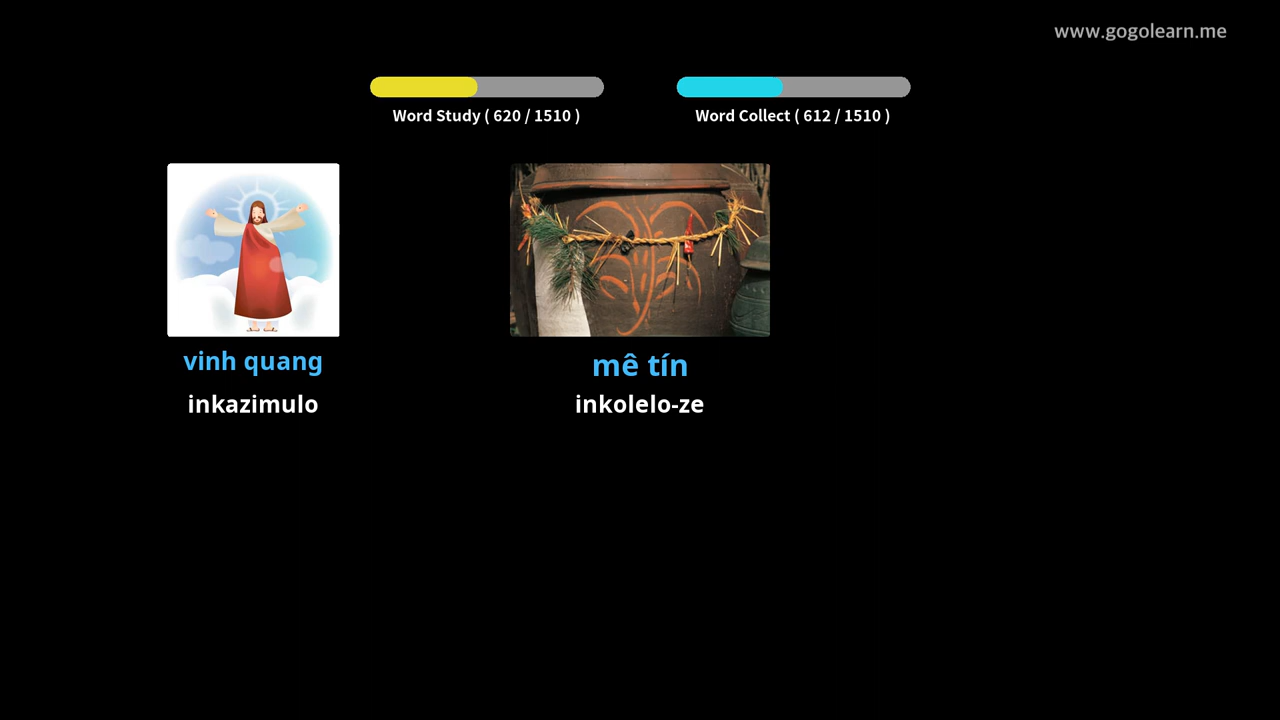 www.gogolearn.me
Word Study ( 620 / 1510 )
Word Collect ( 612 / 1510 )
vinh quang
inkazimulo
mê tín
inkolelo-ze